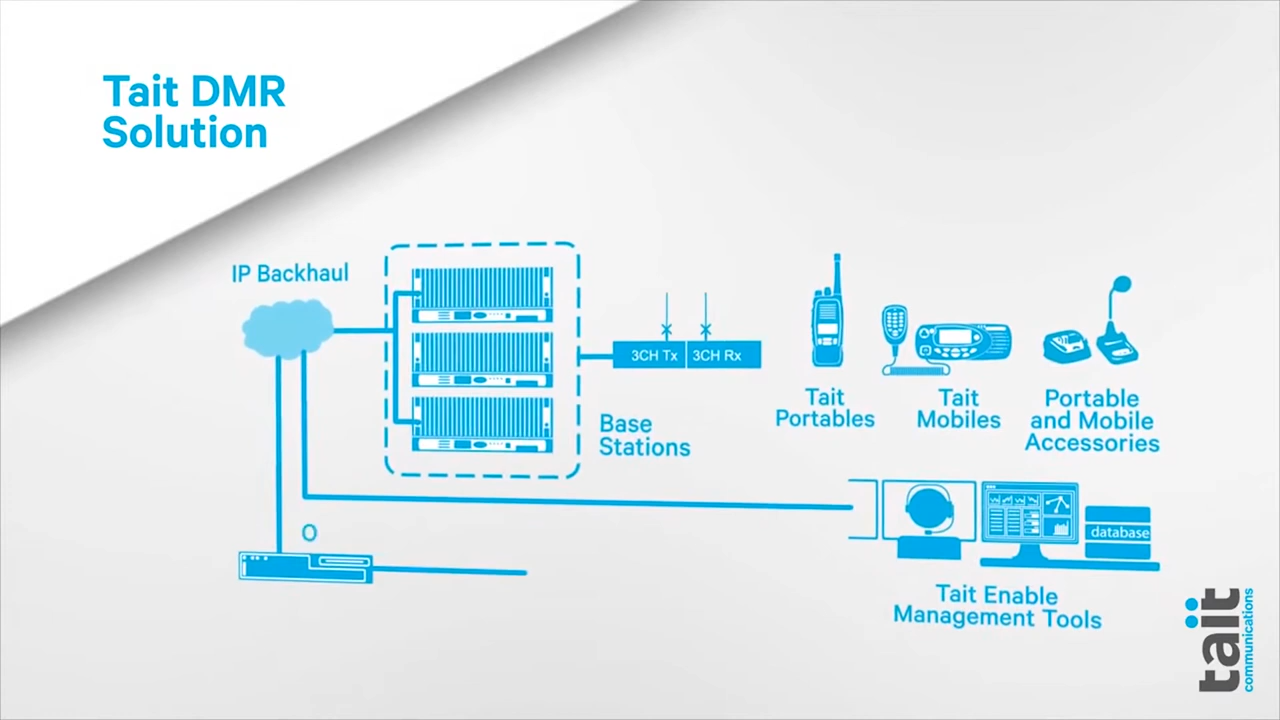 Tait DMR
Solution
IP Backhaul
3CH Tx
3CH Rx
Base
Stations
Tait
Portables
Tait
Mobiles
Portable
and Mobile
Accessories
O
database
Tait Enable
Management Tools
tait
communications